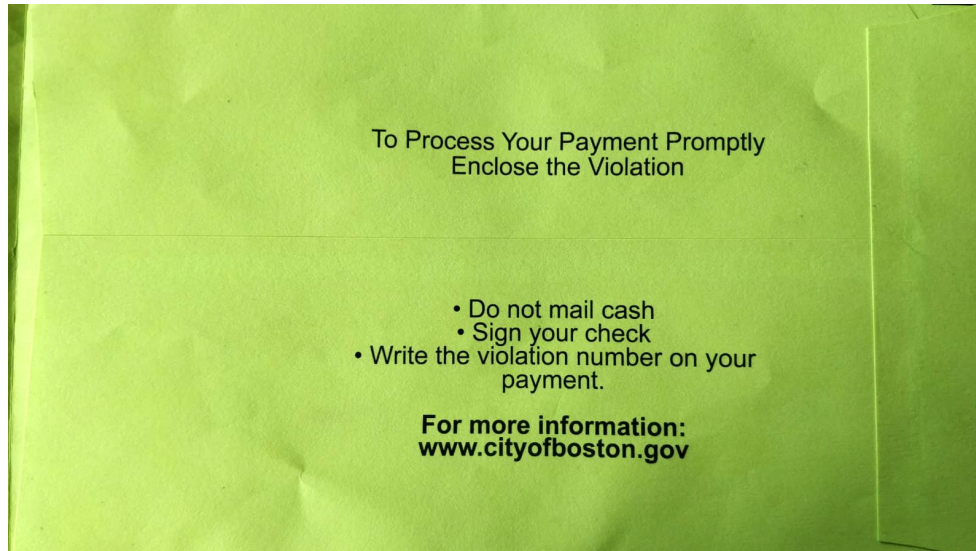 To Process Your Payment Promptly
Enclose the Violation
• Do not mail cash
• Sign your check
• Write the violation number on your
payment.
For more information:
www.cityofboston.gov